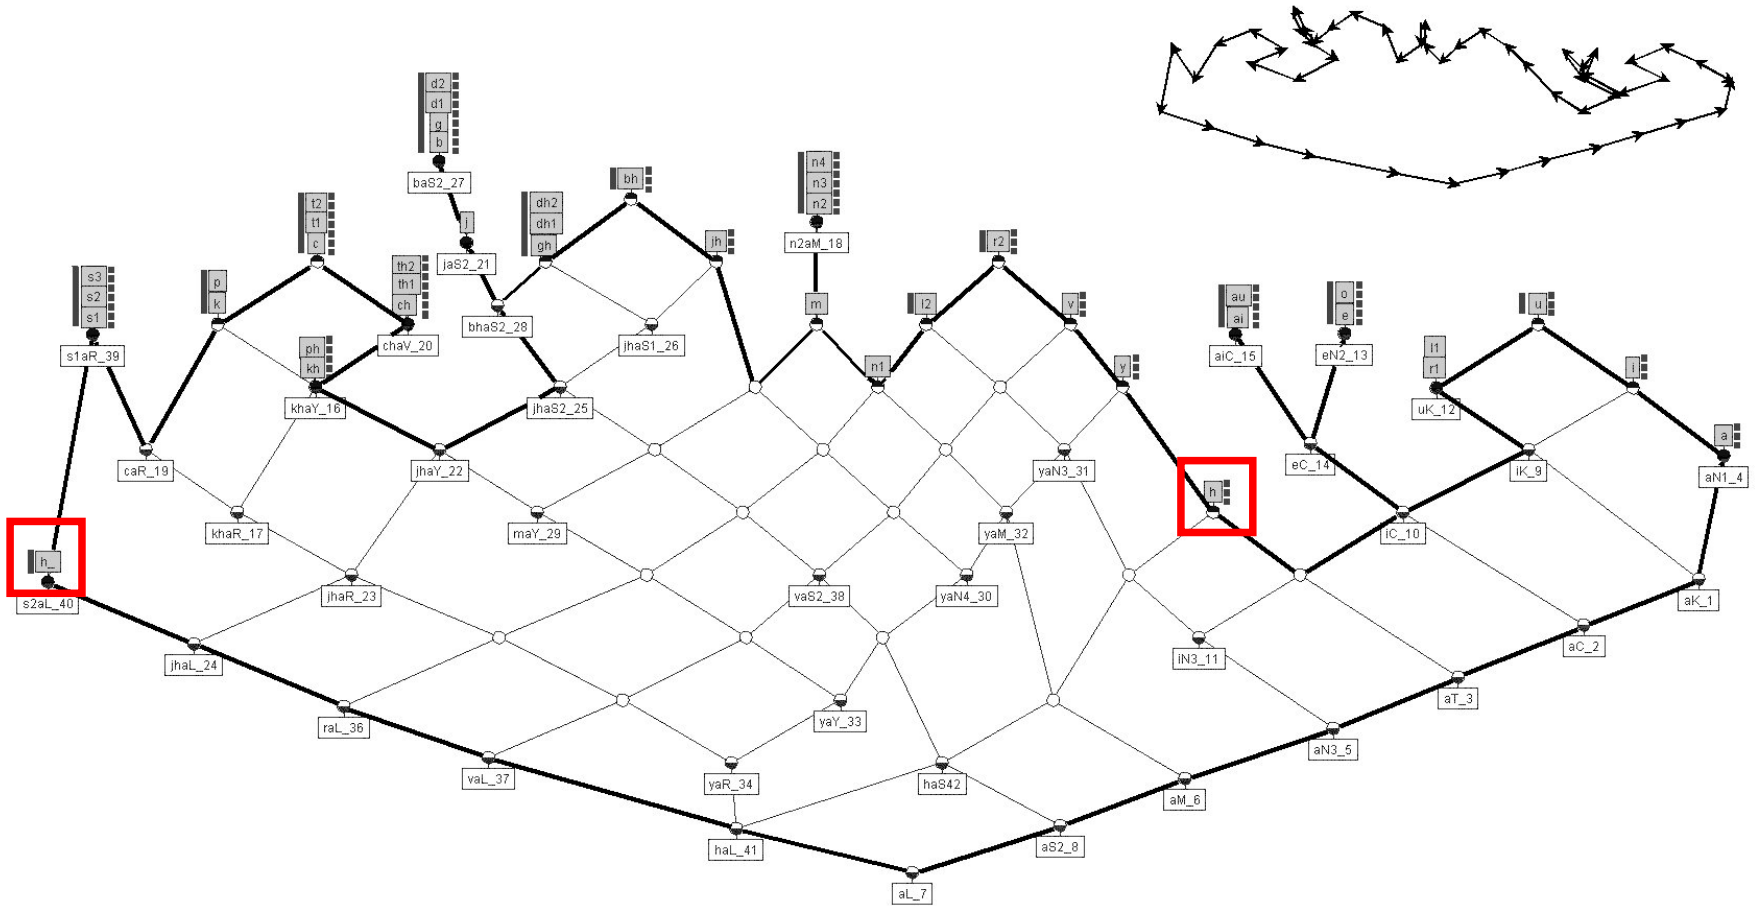 d2
d1
g
b
baS2_27
n4
n3
n2
n2aM_18
bh
t2
t1
c
dh2
dh1
gh
j
jaS2_21
jh
r2
th2
th1
ch
chaV_20
s3
s2
s1
s1aR_39
p
k
bhaS2_28
jhaS1_26
m
l2
v
au
ai
aiC_15
o
e
eN2_13
u
ph
kh
khaY_16
jhaS2_25
n1
y
l1
r1
uK_12
i
caR_19
jhaY_22
yaN3_31
eC_14
iK_9
a
aN1_4
khaR_17
maY_29
yaM_32
h
iC_10
h_
s2aL_40
jhaR_23
vaS2_38
yaN4_30
aK_1
jhaL_24
iN3_11
aC_2
raL_36
yaY_33
aT_3
vaL_37
yaR_34
haS42
aM_6
aN3_5
haL_41
aS2_8
aL_7